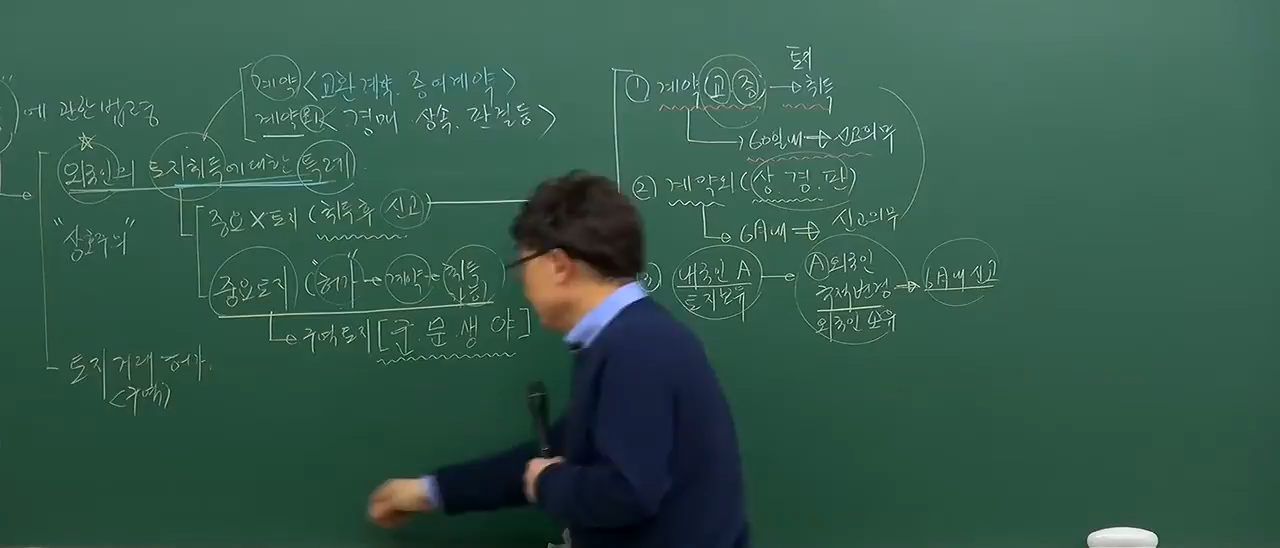 계약 <교환계약. 증여계약>
에 관한 법률 중
계약외 <경매. 상속. 판결등>
외국인의 토지취득에 대한 특례
"상호주의"
중요X토지 (취득후 신고)
중요토지 ("허가" 계약 취득
등)
구역토지 [군.문.생.야]
토지거래허가
<구역>
토지
① 계약 교 증 → 취득
60일내 ⇒ 신고의무
② 계약외 (상.경.판)
6月내 ⇒ 신고의무
내국인 A → A외국인
토지보유 국적변경 ⇒ 6月내 신고
외국인 소유